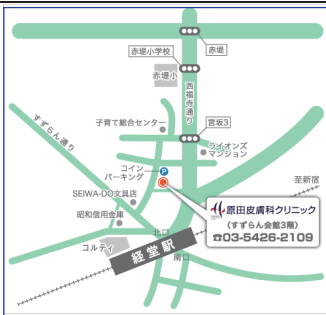 赤堤小学校
赤堤
赤堤小
西福寺通り
子育て総合センター
宮坂3
すずらん通り
ライオンズ
マンション
コイン
パーキング
P
至新宿
SEIWA-DO文具店
昭和信用金庫
原田皮膚科クリニック
(すずらん会館3階)
☎03-5426-2109
北口
コルティ
経堂駅
南口